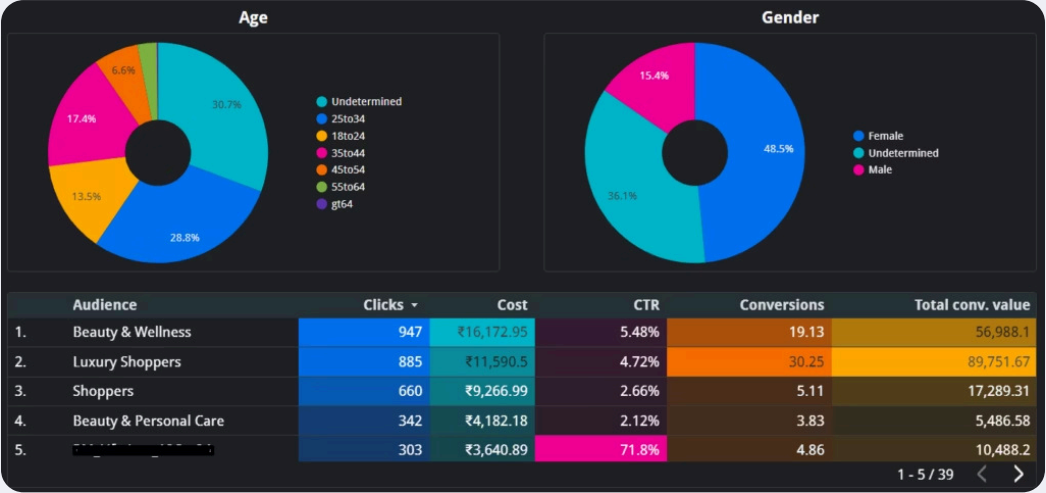 Age
Gender
30.7%
28.8%
13.5%
17.4%
6.6%
Undetermined
25to34
18to24
35to44
45to54
55to64
gt64
48.5%
36.1%
15.4%
Female
Undetermined
Male
Audience Clicks Cost CTR Conversions Total conv. value
1. Beauty & Wellness 947 ₹16,172.95 5.48% 19.13 56,988.1
2. Luxury Shoppers 885 ₹11,590.5 4.72% 30.25 89,751.67
3. Shoppers 660 ₹9,266.99 2.66% 5.11 17,289.31
4. Beauty & Personal Care 342 ₹4,182.18 2.12% 3.83 5,486.58
5. 303 ₹3,640.89 71.8% 4.86 10,488.2
1 - 5 / 39